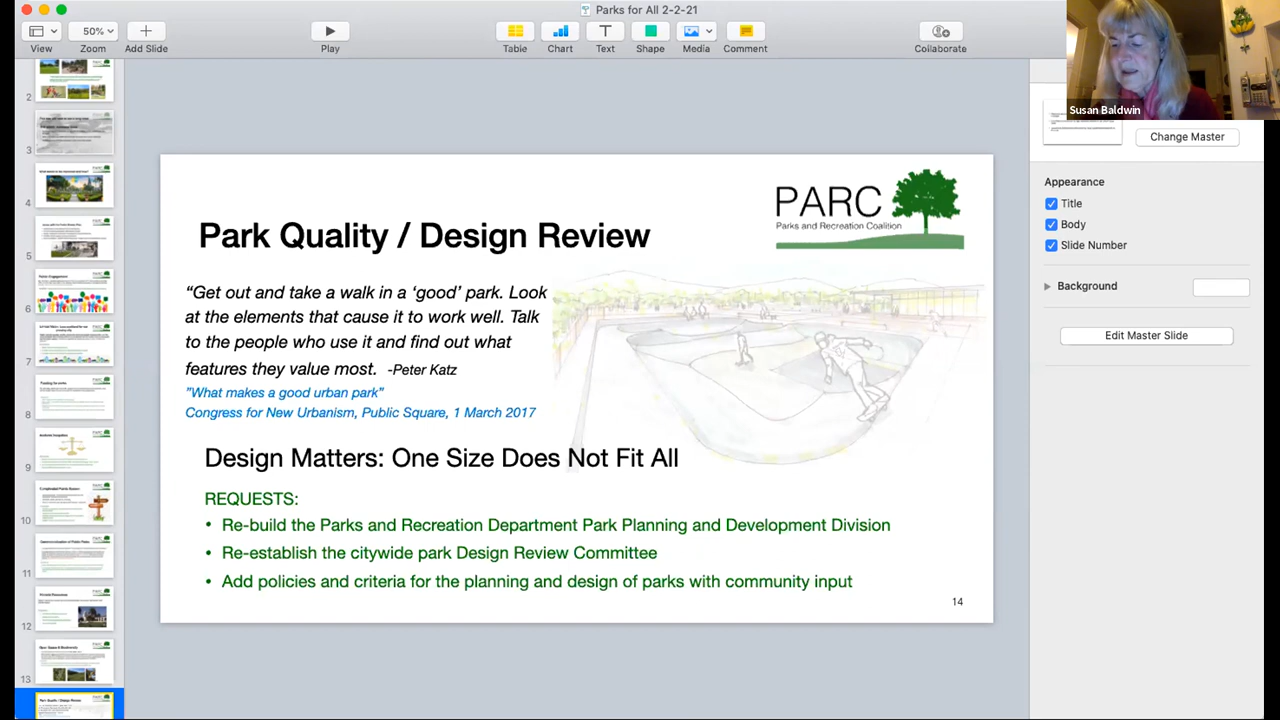 Parks for All 2-2-21
50%
View
Zoom
Add Slide
Play
Table
Chart
Text
Shape
Media
Comment
Collaborate
Susan Baldwin
Change Master
Appearance
Title
Body
Slide Number
Background
Edit Master Slide
2
3
4
5
6
7
8
9
10
11
12
13
PARC
Parks and Recreation Coalition
Park Quality / Design Review
“Get out and take a walk in a ‘good’ park. Look
at the elements that cause it to work well. Talk
to the people who use it and find out what
features they value most. -Peter Katz
"What makes a good urban park"
Congress for New Urbanism, Public Square, 1 March 2017
Design Matters: One Size Does Not Fit All
REQUESTS:
• Re-build the Parks and Recreation Department Park Planning and Development Division
• Re-establish the citywide park Design Review Committee
• Add policies and criteria for the planning and design of parks with community input
14